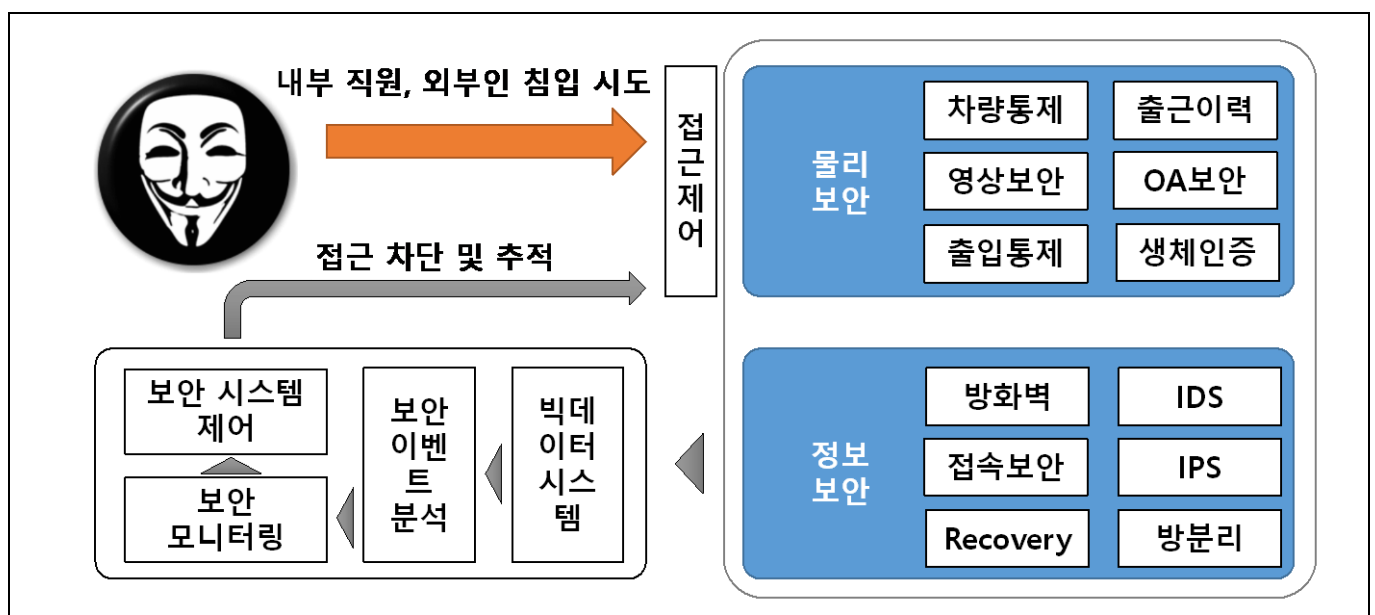 내부 직원, 외부인 침입 시도
접근 차단 및 추적
접
근
제
어
물리
보안
차량통제
출근이력
영상보안
OA보안
출입통제
생체인증
보안 시스템
제어
보안
모니터링
보안
이벤
트
분석
빅데
이터
시스
템
정보
보안
방화벽
IDS
접속보안
IPS
Recovery
방분리